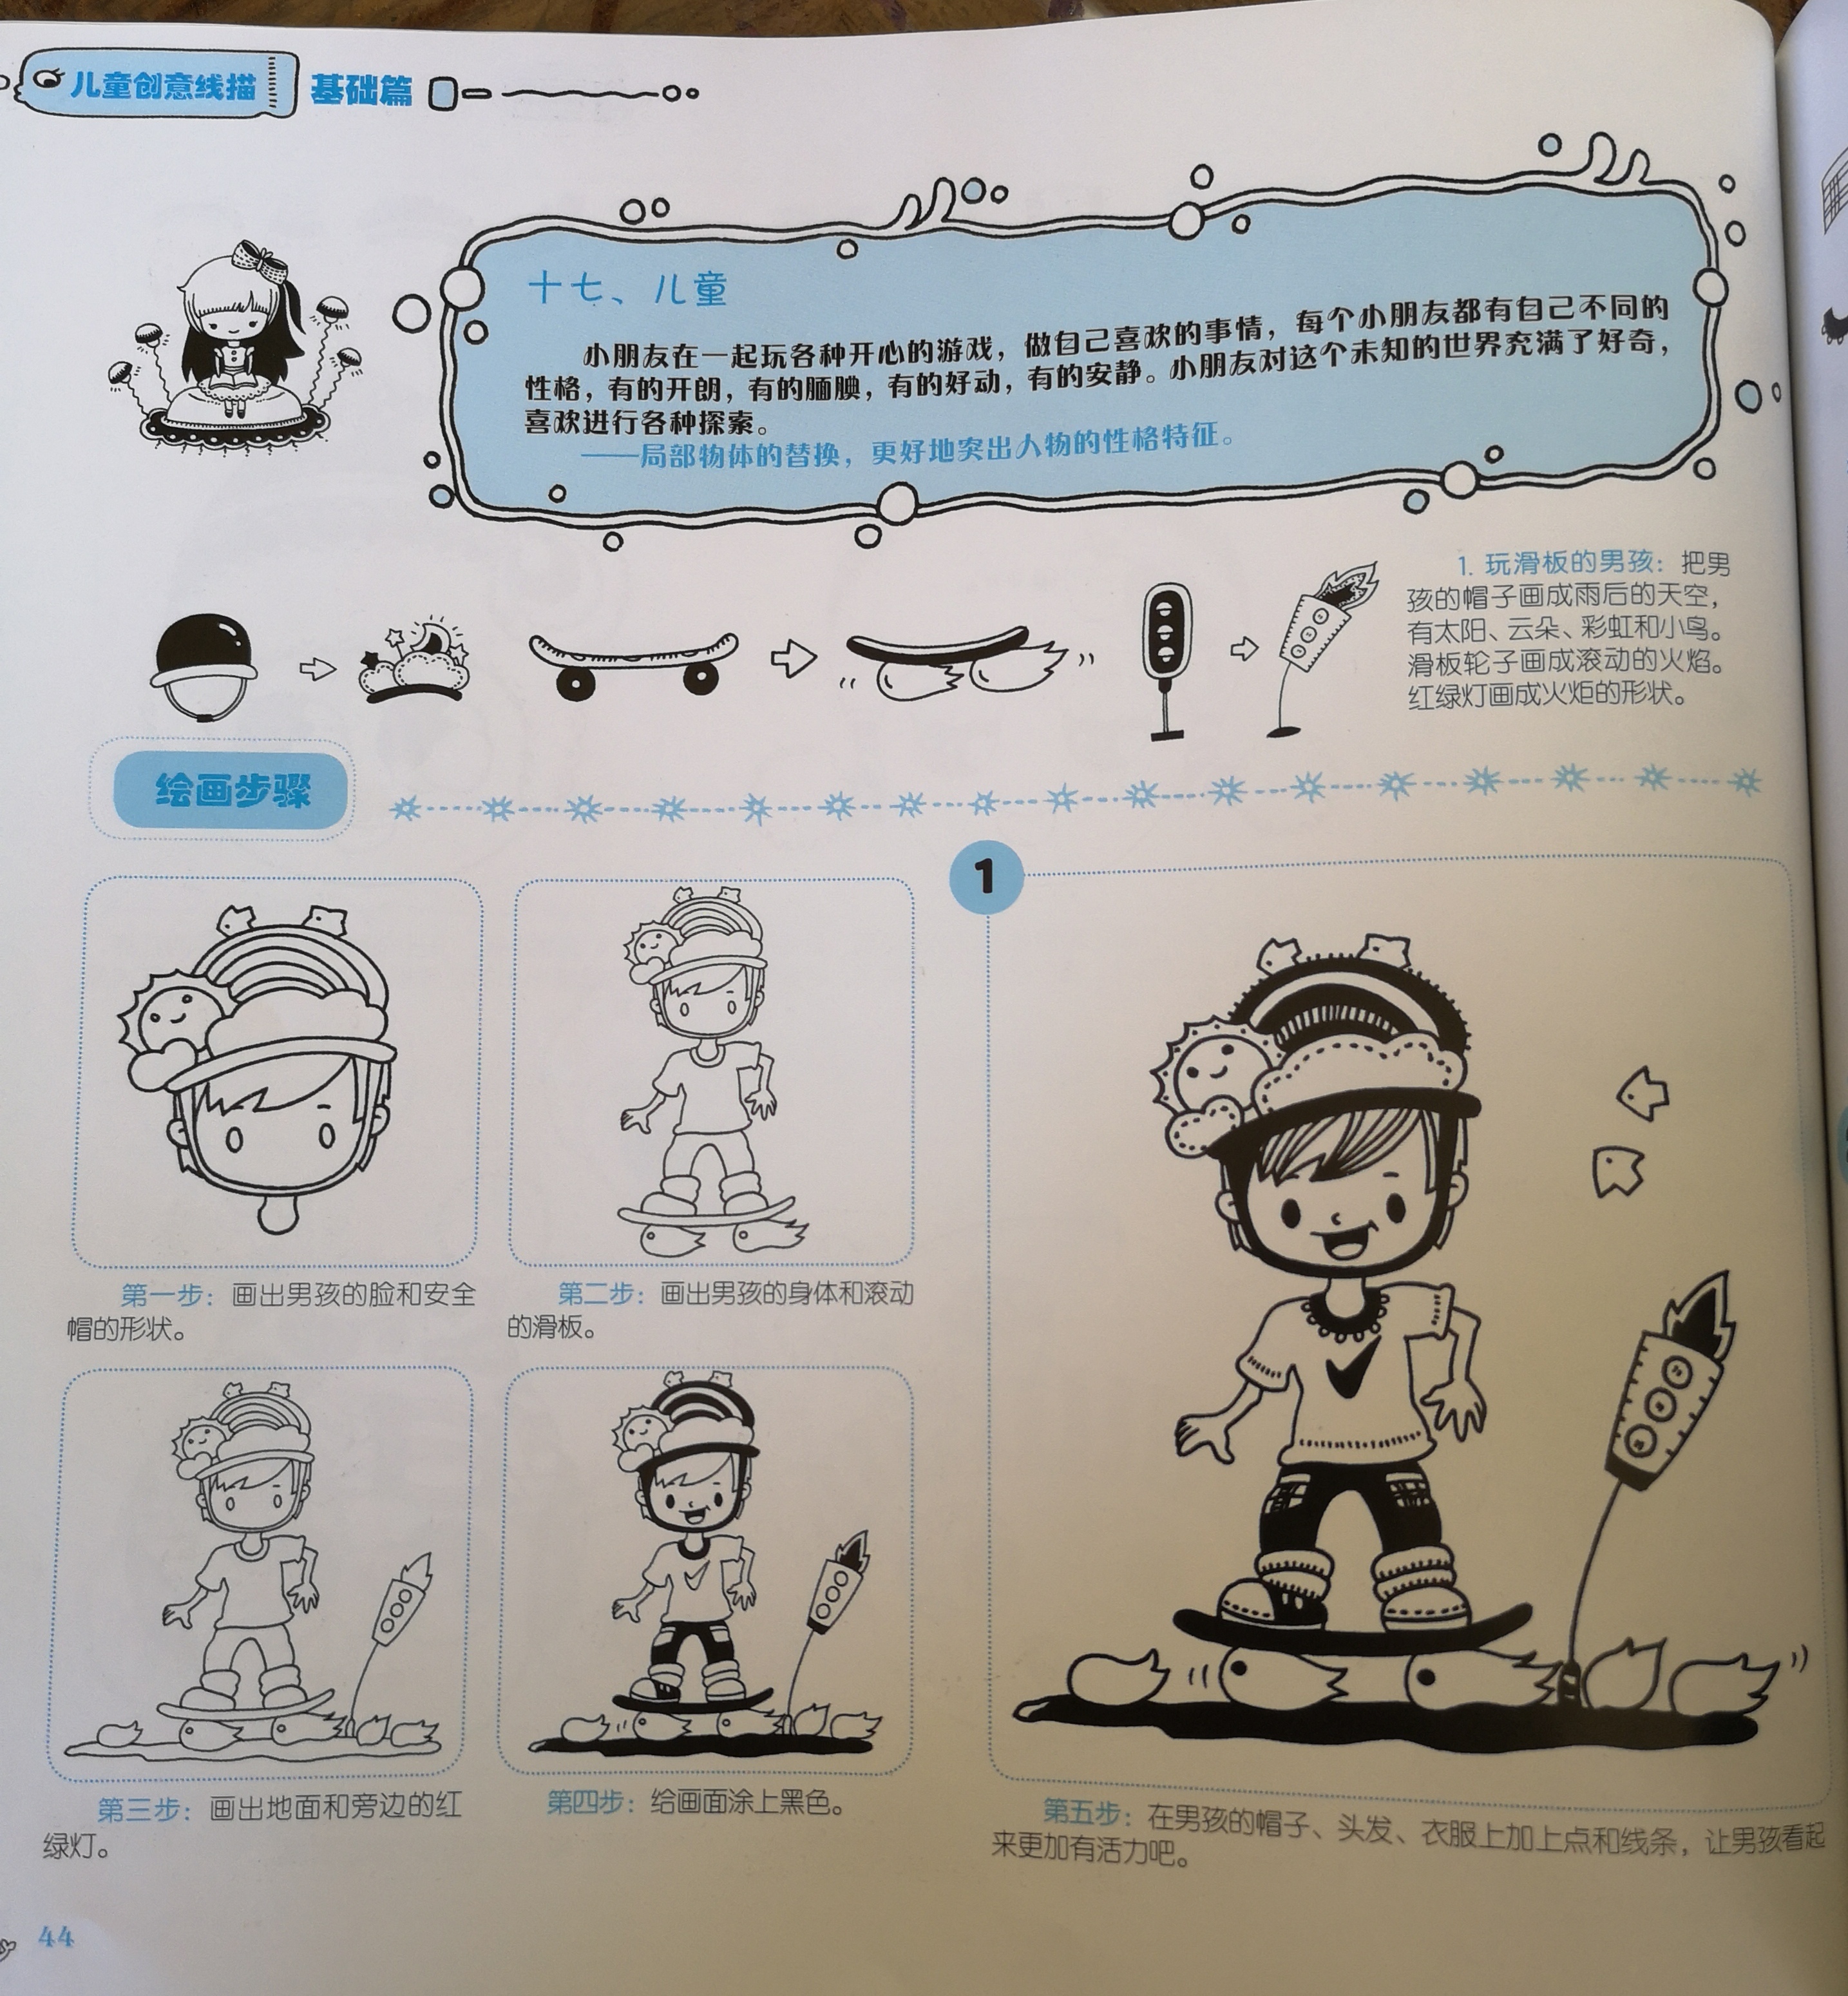 儿童创意线描 基础篇
十七、儿童
小朋友在一起玩各种开心的游戏，做自己喜欢的事情，每个小朋友都有自己不同的
性格，有的开朗，有的腼腆，有的好动，有的安静。小朋友对这个未知的世界充满了好奇，
喜欢进行各种探索。
——局部物体的替换，更好地突出人物的性格特征。
1. 玩滑板的男孩：把男
孩的帽子画成雨后的天空，
有太阳、云朵、彩虹和小鸟。
滑板轮子画成滚动的火焰。
红绿灯画成火炬的形状。
绘画步骤
第一步：画出男孩的脸和安全
帽的形状。
第二步：画出男孩的身体和滚动
的滑板。
第三步：画出地面和旁边的红
绿灯。
第四步：给画面涂上黑色。
1
第五步：在男孩的帽子、头发、衣服上加上点和线条，让男孩看起
来更加有活力吧。
44